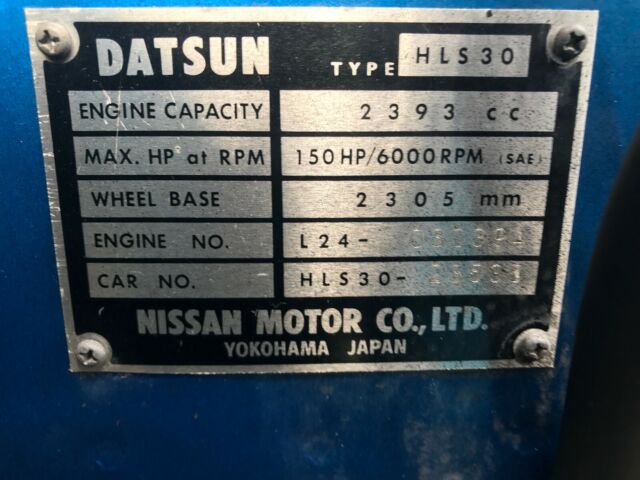 DATSUN TYPE HLS30
ENGINE CAPACITY 2393 cc
MAX. HP at RPM 150HP/6000RPM (SAE)
WHEEL BASE 2305 mm
ENGINE NO. L24-
CAR NO. HLS30-
NISSAN MOTOR CO., LTD.
YOKOHAMA JAPAN